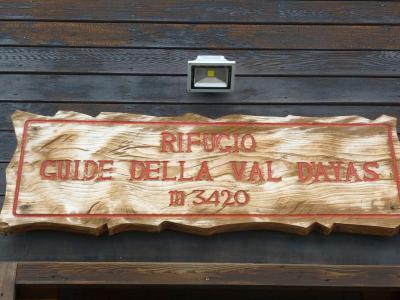 RIFUGIO
GUIDE DELLA VAL D'AYAS
m 3420